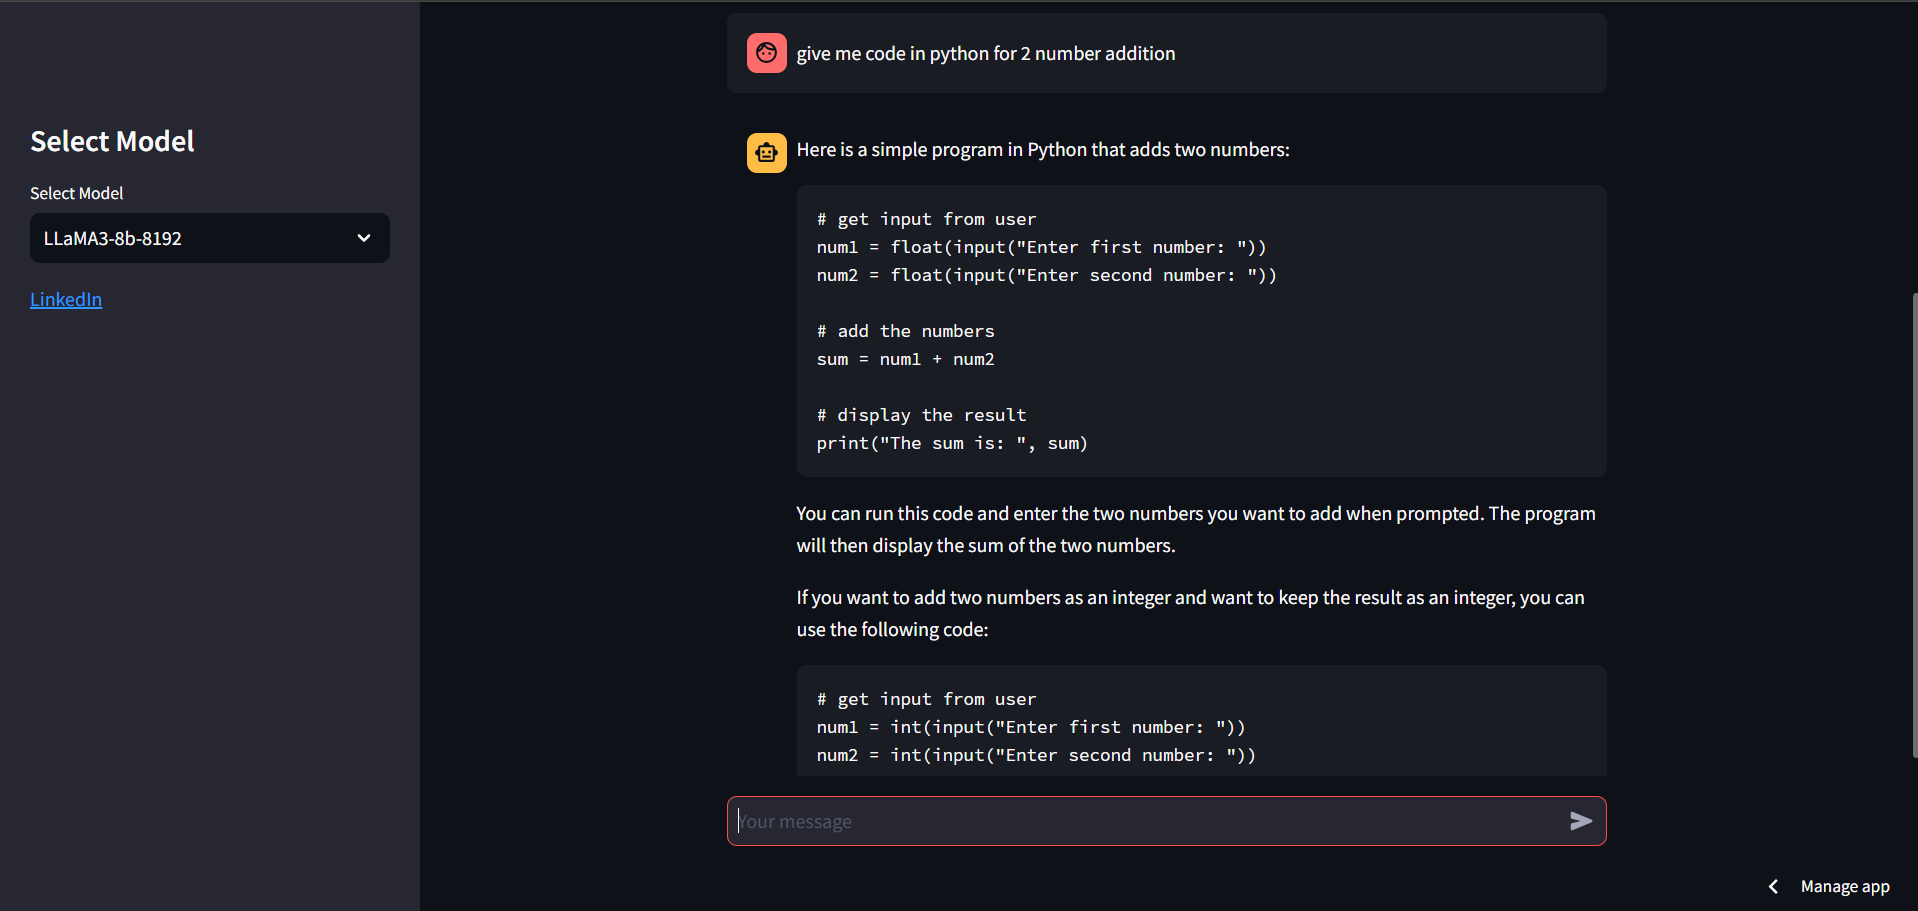 Select Model
Select Model
LLaMA3-8b-8192
LinkedIn
give me code in python for 2 number addition
Here is a simple program in Python that adds two numbers:
# get input from user
num1 = float(input("Enter first number: "))
num2 = float(input("Enter second number: "))
# add the numbers
sum = num1 + num2
# display the result
print("The sum is: ", sum)
You can run this code and enter the two numbers you want to add when prompted. The program
will then display the sum of the two numbers.
If you want to add two numbers as an integer and want to keep the result as an integer, you can
use the following code:
# get input from user
num1 = int(input("Enter first number: "))
num2 = int(input("Enter second number: "))
Your message
Manage app